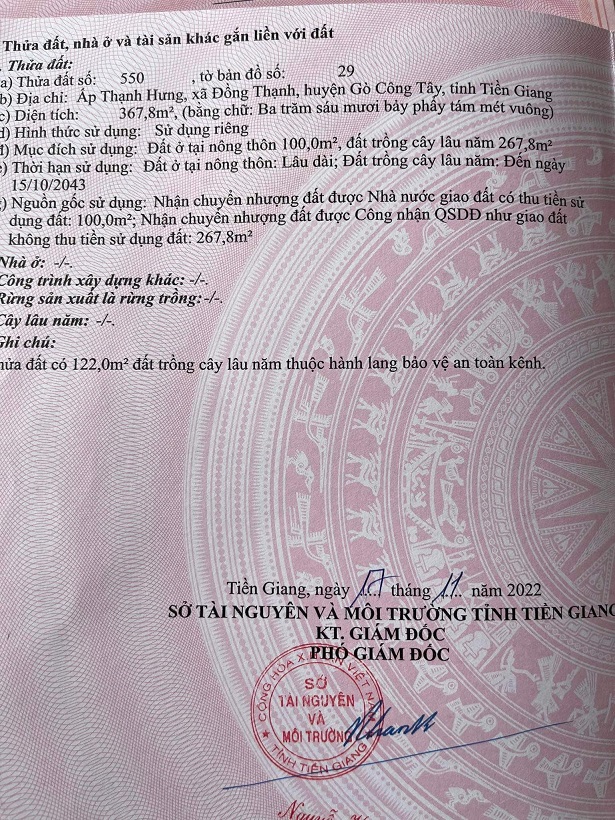 Thửa đất, nhà ở và tài sản khác gắn liền với đất
. Thửa đất:
a) Thửa đất số: 550 , tờ bản đồ số: 29
b) Địa chỉ: Ấp Thạnh Hưng, xã Đồng Thạnh, huyện Gò Công Tây, tỉnh Tiền Giang
c) Diện tích: 367,8m², (bằng chữ: Ba trăm sáu mươi bảy phẩy tám mét vuông)
d) Hình thức sử dụng: Sử dụng riêng
đ) Mục đích sử dụng: Đất ở tại nông thôn 100,0m², đất trồng cây lâu năm 267,8m²
e) Thời hạn sử dụng: Đất ở tại nông thôn: Lâu dài; Đất trồng cây lâu năm: Đến ngày
15/10/2043
) Nguồn gốc sử dụng: Nhận chuyển nhượng đất được Nhà nước giao đất có thu tiền sử
dụng đất: 100,0m²; Nhận chuyển nhượng đất được Công nhận QSDĐ như giao đất
không thu tiền sử dụng đất: 267,8m²
Nhà ở: -/-.
Công trình xây dựng khác: -/-.
Rừng sản xuất là rừng trồng: -/-.
Cây lâu năm: -/-.
Ghi chú:
hửa đất có 122,0m² đất trồng cây lâu năm thuộc hành lang bảo vệ an toàn kênh.
Tiền Giang, ngày 17 tháng 11 năm 2022
SỞ TÀI NGUYÊN VÀ MÔI TRƯỜNG TỈNH TIỀN GIANG
KT. GIÁM ĐỐC
PHÓ GIÁM ĐỐC
CỘNG HÒA X VIỆT NA
SỞ
TÀI NGUYÊN
VÀ
MÔI TRƯỜNG
TỈNH TIỀN GIANG
Nguyễ